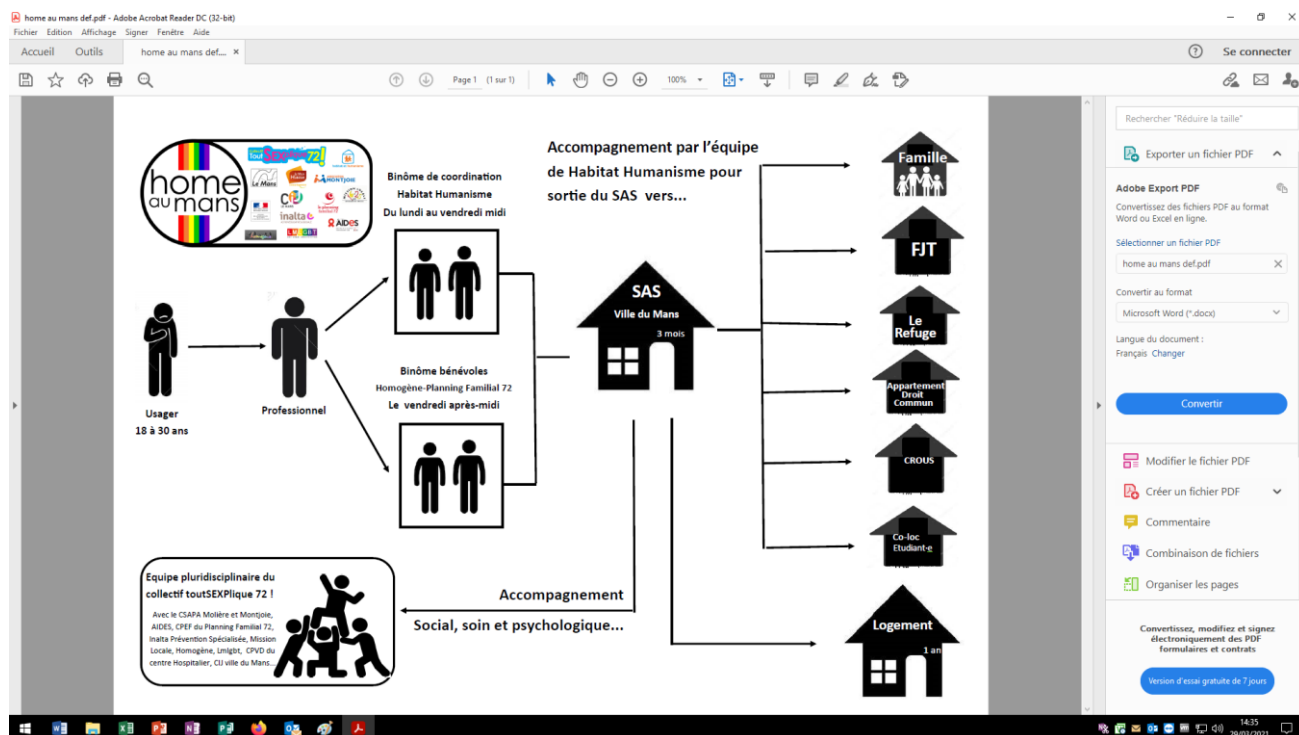 home au mans def.pdf - Adobe Acrobat Reader DC (32-bit)
Fichier Edition Affichage Signer Fenêtre Aide
Accueil Outils home au mans def.... ×
Se connecter
Page 1 (1 sur 1) 100%
home
au mans
tout SEXPlique 72!
Le Mans
MONTJOIE
inalta
AIDES
Binôme de coordination
Habitat Humanisme
Du lundi au vendredi midi
Accompagnement par l'équipe
de Habitat Humanisme pour
sortie du SAS vers...
Usager
18 à 30 ans
Professionnel
Binôme bénévoles
Homogène-Planning Familial 72
Le vendredi après-midi
SAS
Ville du Mans
3 mois
Famille
FJT
Le
Refuge
Appartement
Droit
Commun
CROUS
Co-loc
Etudiant-e
Logement
1 an
Accompagnement
Social, soin et psychologique...
Equipe pluridisciplinaire du
collectif toutSEXPlique 72 !
Avec le CSAPA Molière et Montjoie,
AIDES, CPEF du Planning Familial 72,
Inalta Prévention Spécialisée, Mission
Locale, Homogène, Lmlgbt, CPVD du
centre Hospitalier, CIJ ville du Mans...
Rechercher "Réduire la taille"
Exporter un fichier PDF
Adobe Export PDF
Convertissez des fichiers PDF au format
Word ou Excel en ligne.
Sélectionner un fichier PDF
home au mans def.pdf
Convertir au format
Microsoft Word (*.docx)
Langue du document :
Français Changer
Convertir
Modifier le fichier PDF
Créer un fichier PDF
Commentaire
Combinaison de fichiers
Organiser les pages
Convertissez, modifiez et signez
électroniquement des PDF
formulaires et contrats
Version d'essai gratuite de 7 jours
14:35
29/03/2021